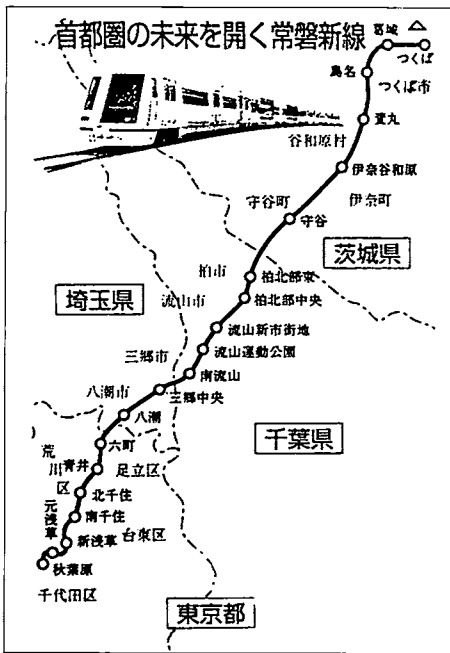 首都圏の未来を開く常磐新線
葛城
つくば
島名
つくば市
萱丸
谷和原村
伊奈谷和原
伊奈町
守谷町
守谷
茨城県
柏市
柏北部東
埼玉県
流山市
柏北部中央
流山新市街地
流山運動公園
三郷市
南流山
八潮市
三郷中央
八潮
千葉県
六町
荒川区
青井
足立区
北千住
南千住
元浅草
新浅草
台東区
秋葉原
千代田区
東京都